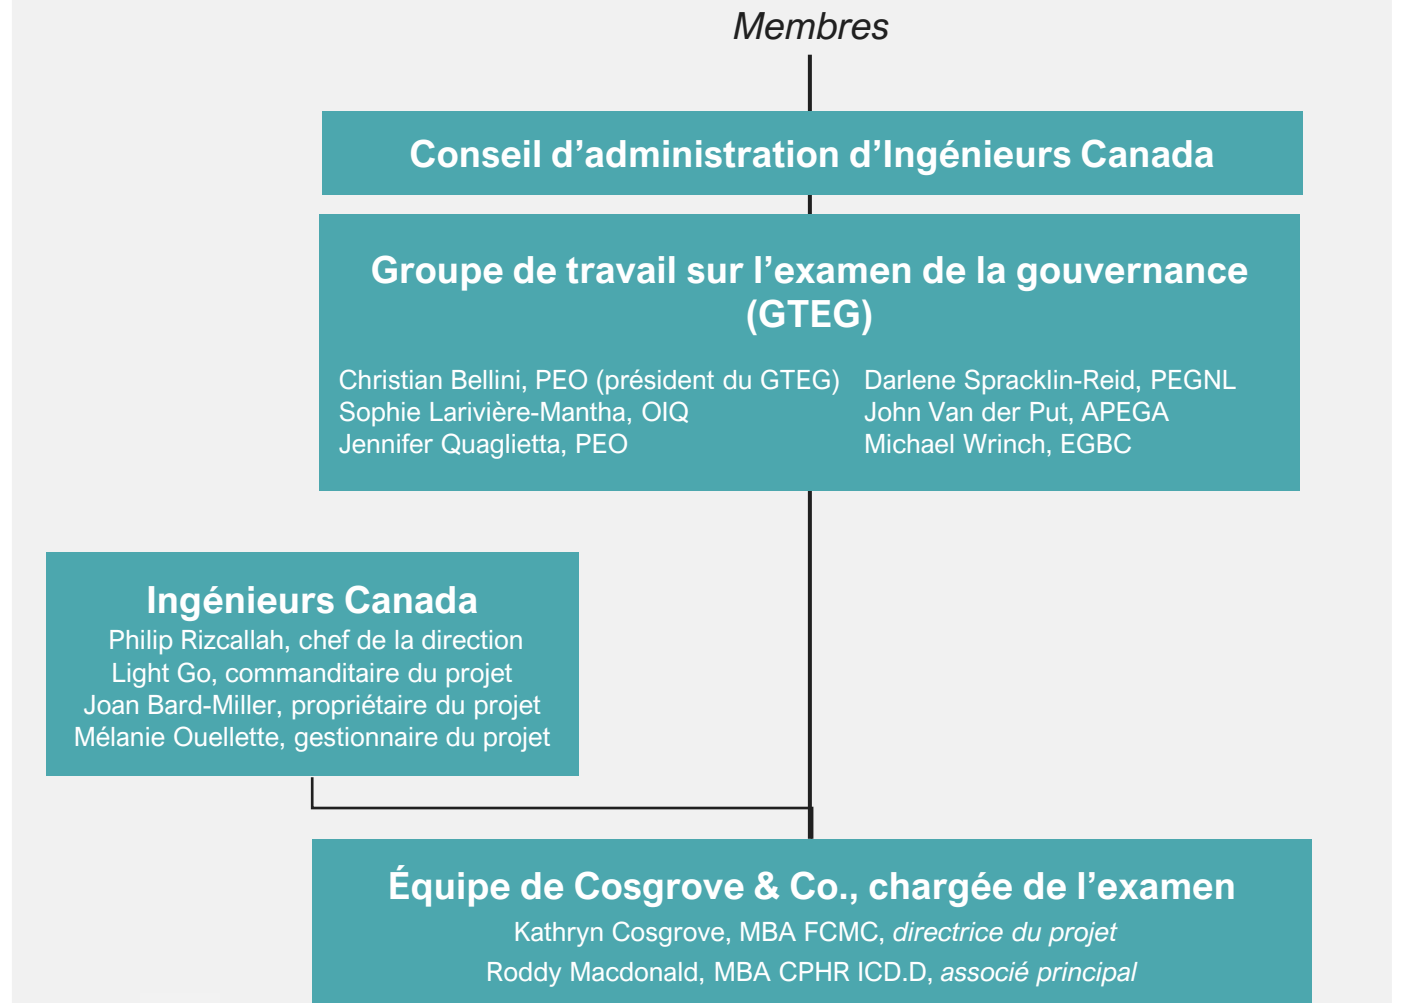 Membres
Conseil d’administration d’Ingénieurs Canada
Groupe de travail sur l’examen de la gouvernance
(GTEG)
Christian Bellini, PEO (président du GTEG)
Sophie Larivière-Mantha, OIQ
Jennifer Quaglietta, PEO
Darlene Spracklin-Reid, PEGNL
John Van der Put, APEGA
Michael Wrinch, EGBC
Ingénieurs Canada
Philip Rizcallah, chef de la direction
Light Go, commanditaire du projet
Joan Bard-Miller, propriétaire du projet
Mélanie Ouellette, gestionnaire du projet
Équipe de Cosgrove & Co., chargée de l’examen
Kathryn Cosgrove, MBA FCMC, directrice du projet
Roddy Macdonald, MBA CPHR ICD.D, associé principal